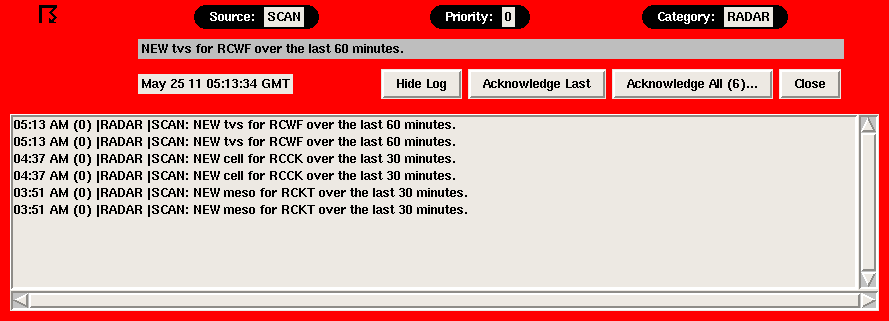 Source: SCAN Priority: 0 Category: RADAR
NEW tvs for RCWF over the last 60 minutes.
May 25 11 05:13:34 GMT Hide Log Acknowledge Last Acknowledge All (6)... Close
05:13 AM (0) |RADAR |SCAN: NEW tvs for RCWF over the last 60 minutes.
05:13 AM (0) |RADAR |SCAN: NEW tvs for RCWF over the last 60 minutes.
04:37 AM (0) |RADAR |SCAN: NEW cell for RCCK over the last 30 minutes.
04:37 AM (0) |RADAR |SCAN: NEW cell for RCCK over the last 30 minutes.
03:51 AM (0) |RADAR |SCAN: NEW meso for RCKT over the last 30 minutes.
03:51 AM (0) |RADAR |SCAN: NEW meso for RCKT over the last 30 minutes.